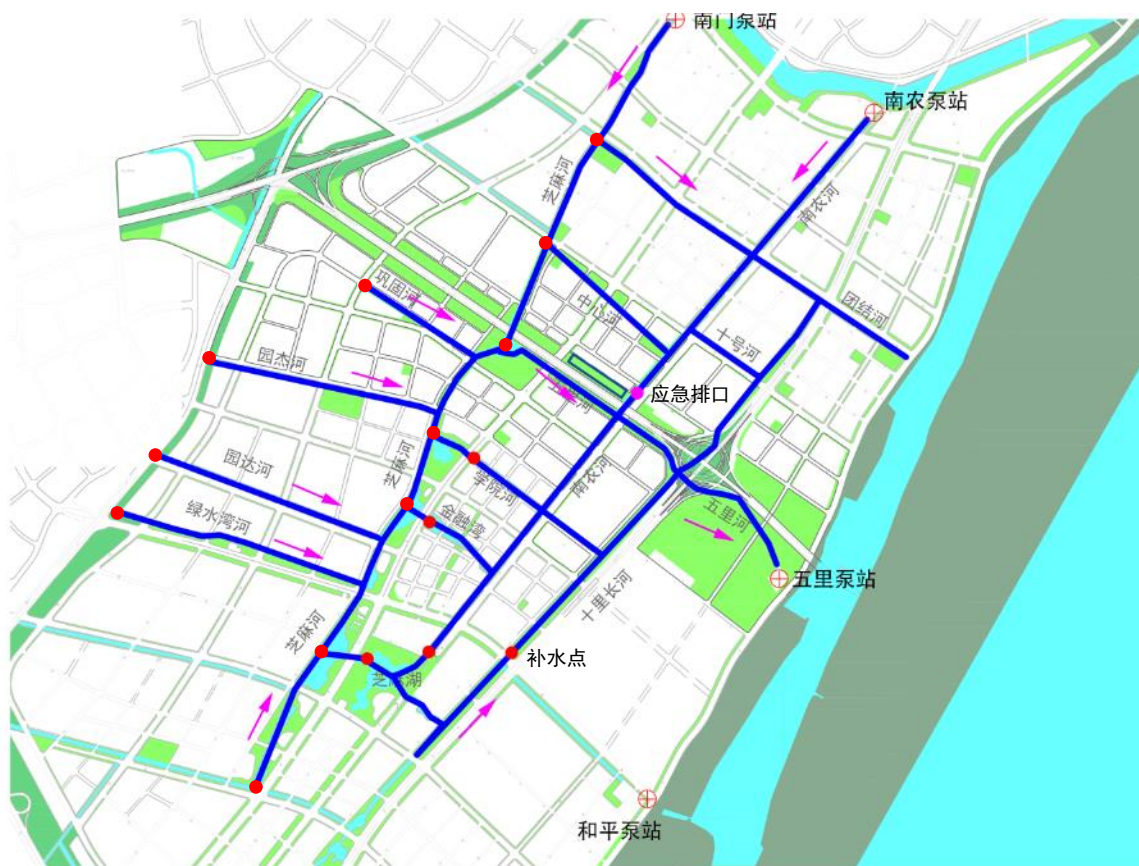 南门泵站
南农泵站
芝麻河
南农河
巩固河
中心河
团结河
十号河
园杰河
应急排口
五里河
芝麻河
园达河
学院河
南农河
绿水湾河
金融湾
五里河
五里泵站
十里长河
芝麻河
补水点
芝麻湖
和平泵站